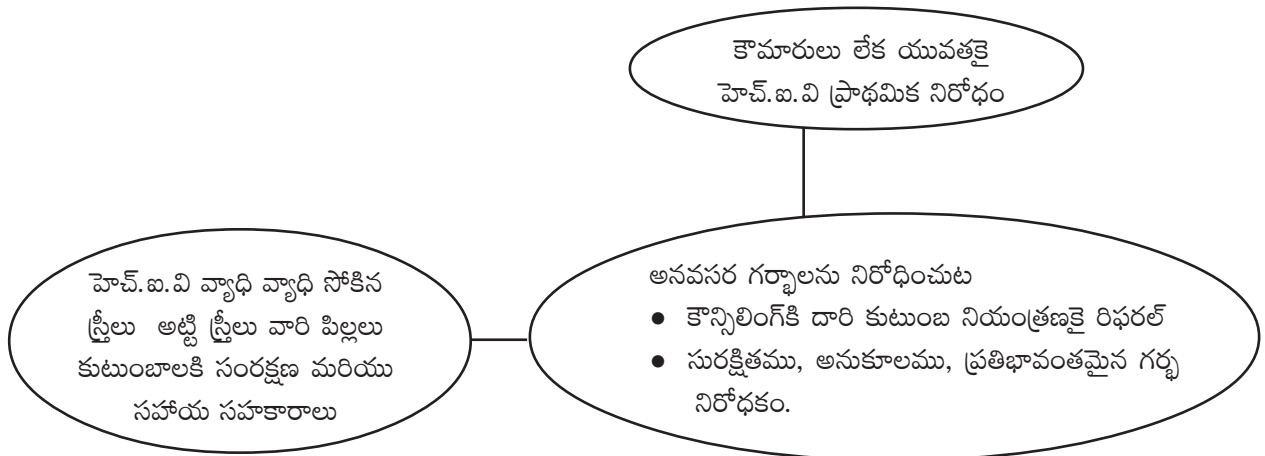 కౌమారులు లేక యువతకై
హెచ్.ఐ.వి ప్రాథమిక నిరోధం
హెచ్.ఐ.వి వ్యాధి వ్యాధి సోకిన
స్త్రీలు అట్టి స్త్రీలు వారి పిల్లలు
కుటుంబాలకి సంరక్షణ మరియు
సహాయ సహకారాలు
అనవసర గర్భాలను నిరోధించుట
● కౌన్సిలింగ్‌కి దారి కుటుంబ నియంత్రణకై రిఫరల్
● సురక్షితము, అనుకూలము, ప్రతిభావంతమైన గర్భ
నిరోధకం.